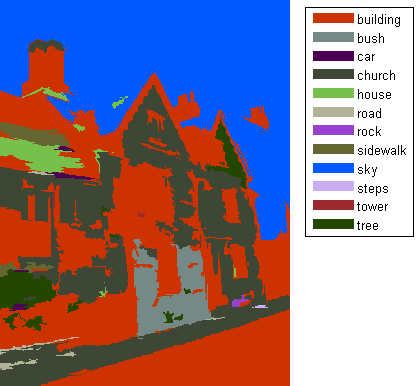 building
bush
car
church
house
road
rock
sidewalk
sky
steps
tower
tree